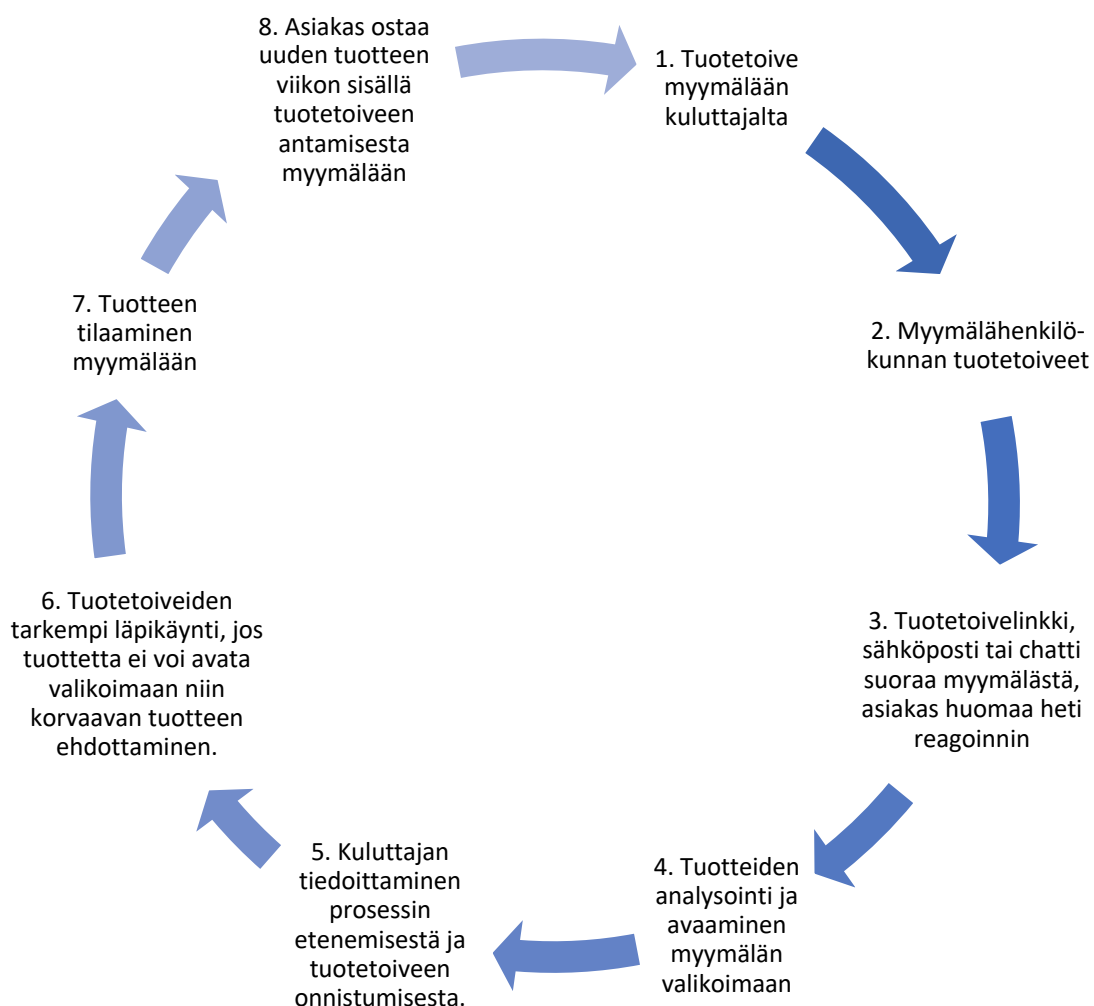 8. Asiakas ostaa
uuden tuotteen
viikon sisällä
tuotetoiveen
antamisesta
myymälään
1. Tuotetoive
myymälään
kuluttajalta
2. Myymälähenkilö-
kunnan tuotetoiveet
3. Tuotetoivelinkki,
sähköposti tai chatti
suoraa myymälästä,
asiakas huomaa heti
reagoinnin
4. Tuotteiden
analysointi ja
avaaminen
myymälän
valikoimaan
5. Kuluttajan
tiedoittaminen
prosessin
etenemisestä ja
tuotetoiveen
onnistumisesta.
6. Tuotetoiveiden
tarkempi läpikäynti, jos
tuottetta ei voi avata
valikoimaan niin
korvaavan tuotteen
ehdottaminen.
7. Tuotteen
tilaaminen
myymälään